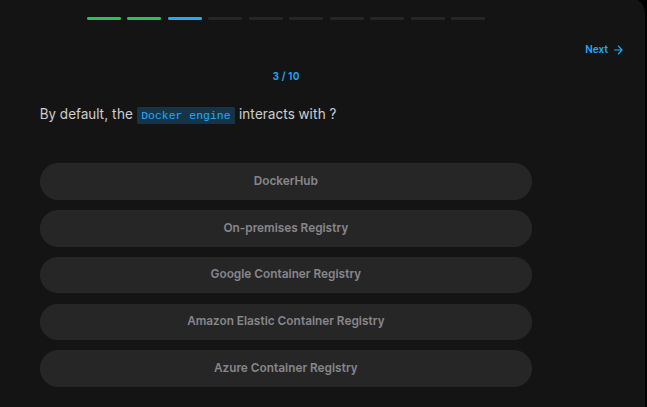 Next →
3 / 10
By default, the Docker engine interacts with ?
DockerHub
On-premises Registry
Google Container Registry
Amazon Elastic Container Registry
Azure Container Registry